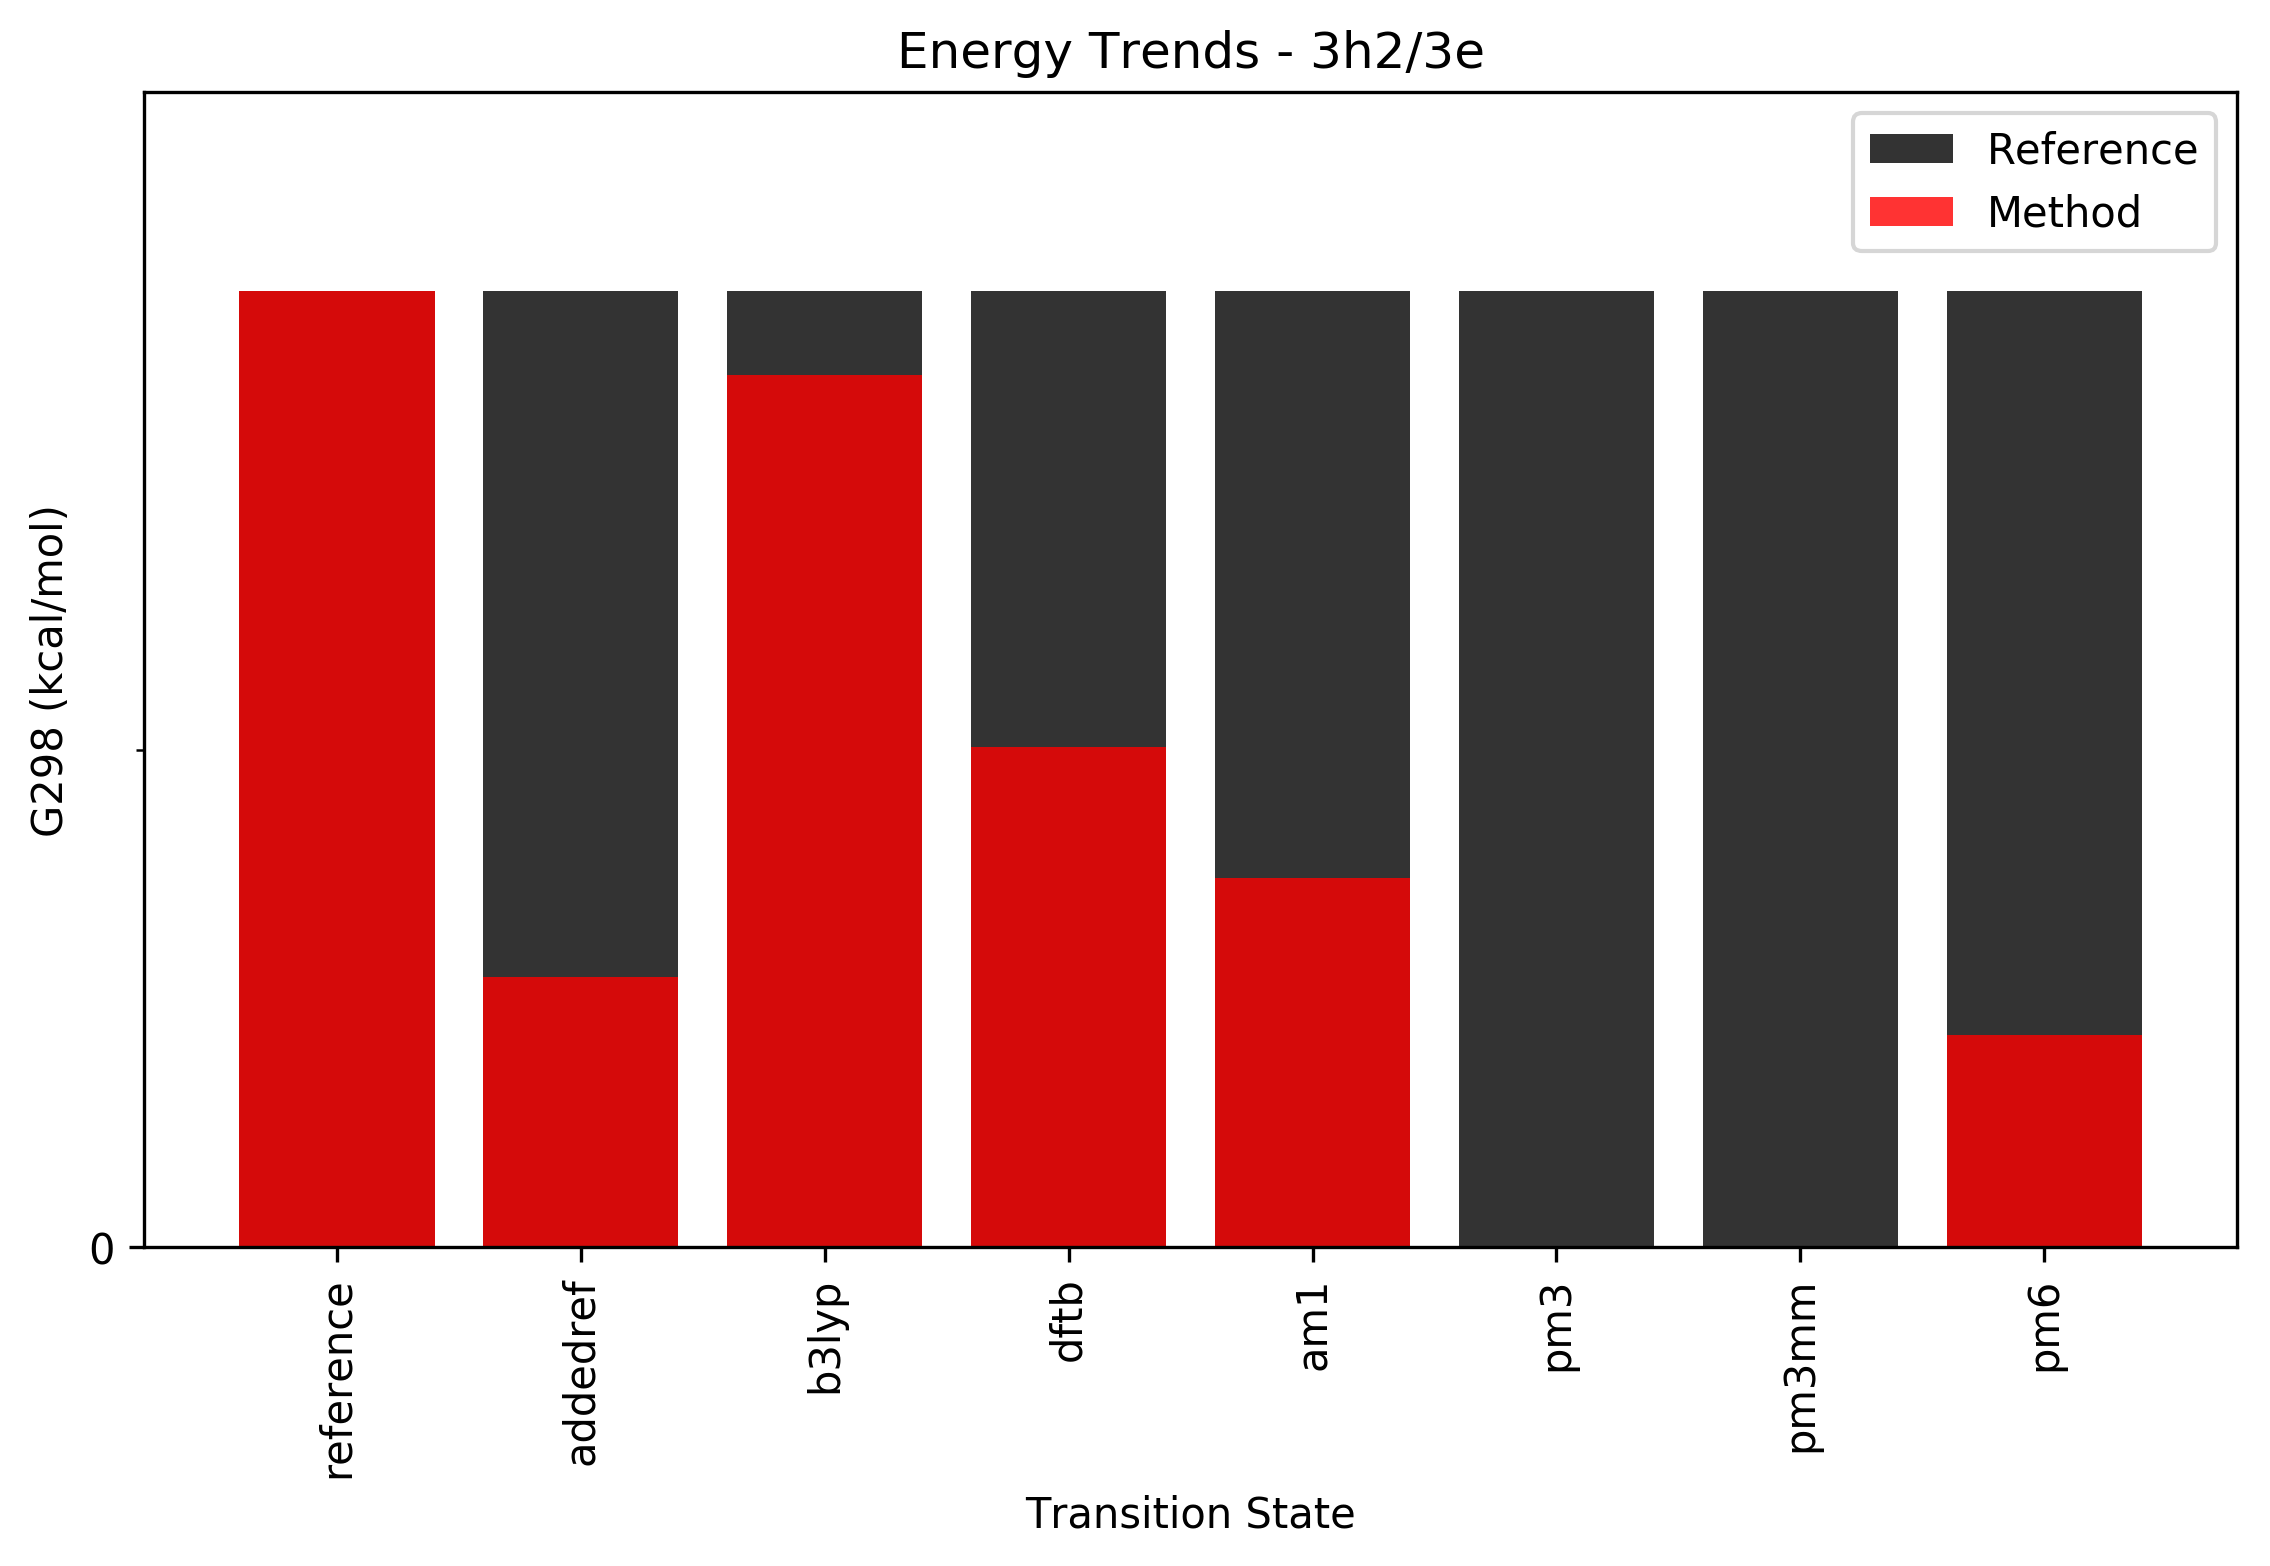 Energy Trends - 3h2/3e
Reference
Method
G298 (kcal/mol)
0
reference
addedref
b3lyp
dftb
am1
pm3
pm3mm
pm6
Transition State